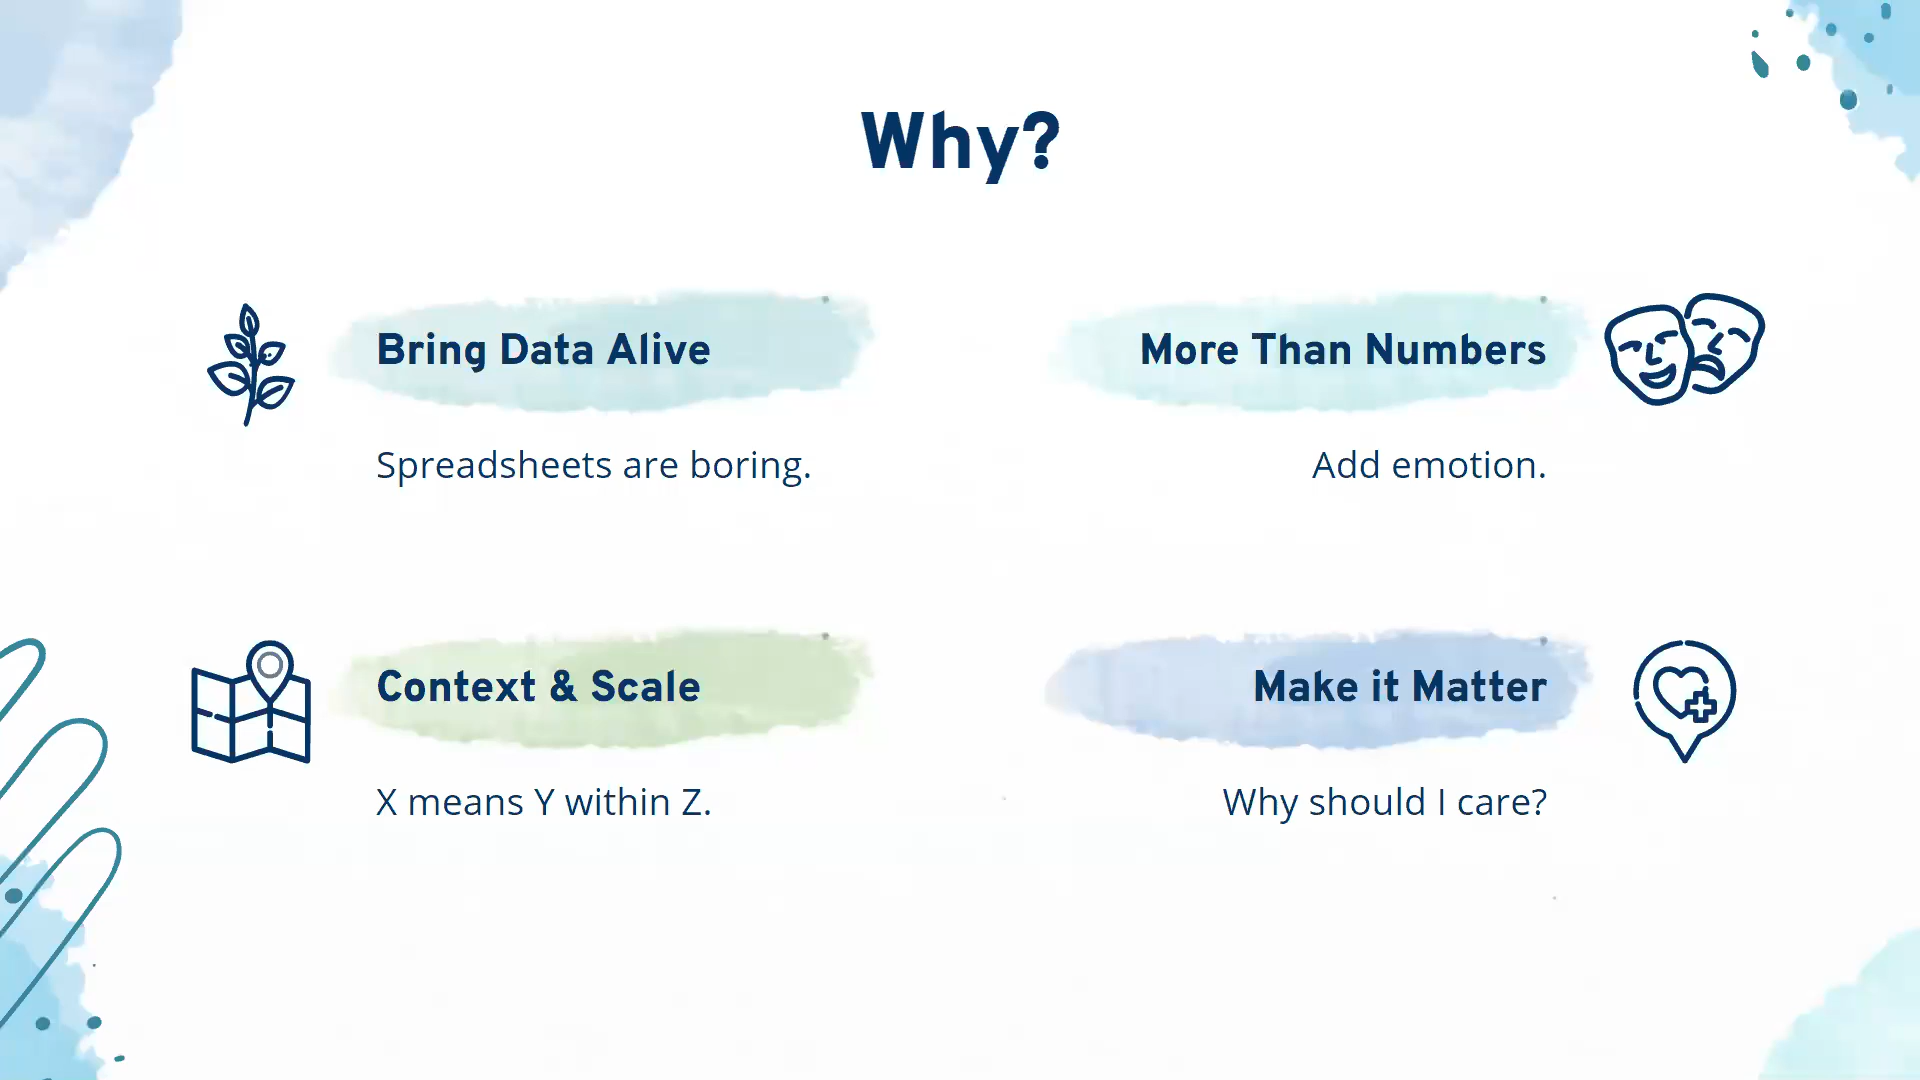 Why?
Bring Data Alive
Spreadsheets are boring.
More Than Numbers
Add emotion.
Context & Scale
X means Y within Z.
Make it Matter
Why should I care?